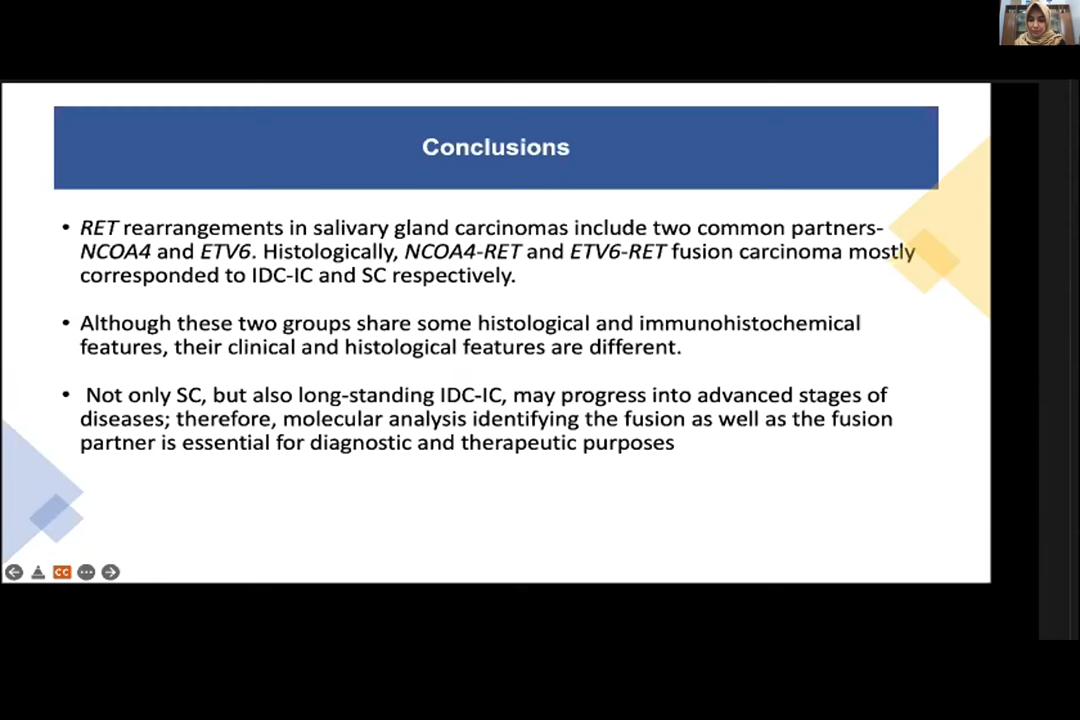 Conclusions
• RET rearrangements in salivary gland carcinomas include two common partners-
NCOA4 and ETV6. Histologically, NCOA4-RET and ETV6-RET fusion carcinoma mostly
corresponded to IDC-IC and SC respectively.
• Although these two groups share some histological and immunohistochemical
features, their clinical and histological features are different.
• Not only SC, but also long-standing IDC-IC, may progress into advanced stages of
diseases; therefore, molecular analysis identifying the fusion as well as the fusion
partner is essential for diagnostic and therapeutic purposes
CC